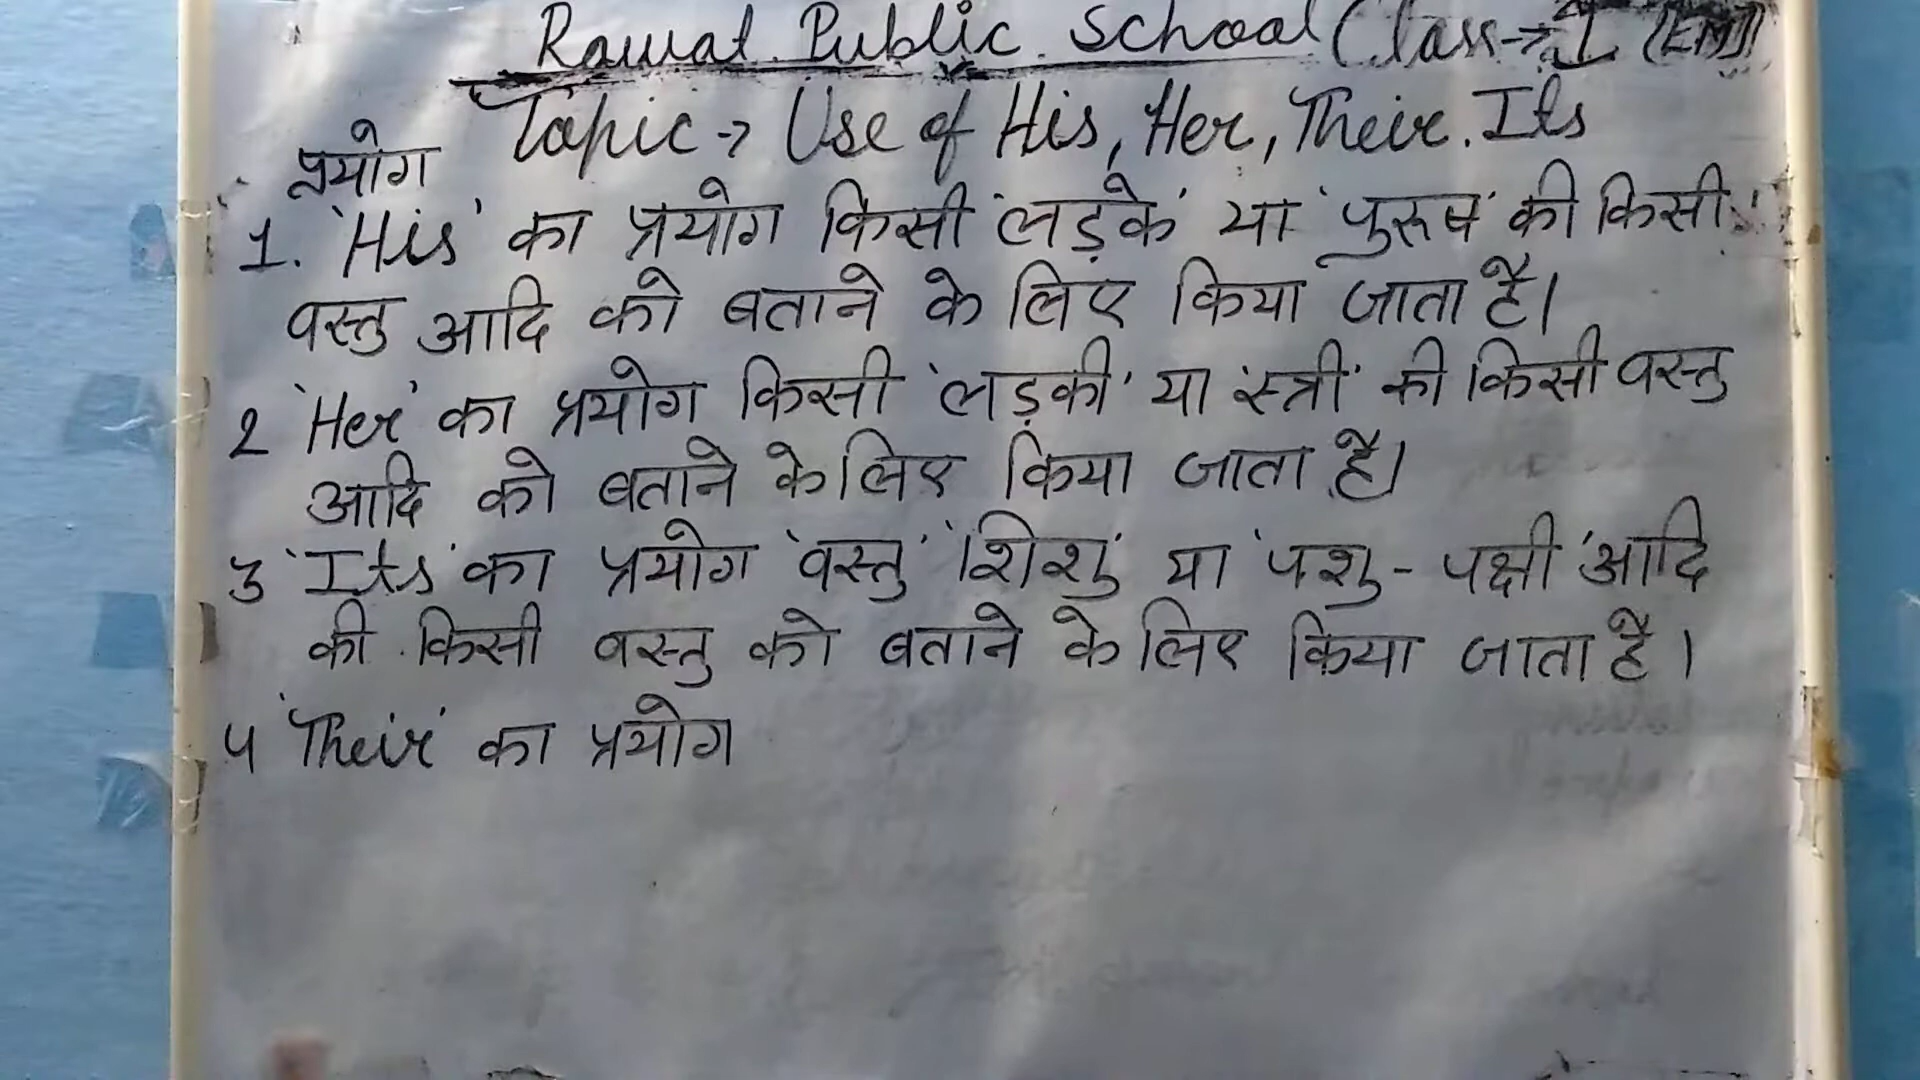 Rawat Public School Class→I (EM)
Topic → Use of His, Her, Their. Its
प्रयोग
1. 'His' का प्रयोग किसी 'लड़के' या 'पुरुष' की किसी
वस्तु आदि को बताने के लिए किया जाता है।
2 'Her' का प्रयोग किसी 'लड़की' या 'स्त्री' की किसी वस्तु
आदि को बताने के लिए किया जाता है।
3 'Its' का प्रयोग 'वस्तु' 'शिशु' या 'पशु-पक्षी' आदि
की किसी वस्तु को बताने के लिए किया जाता है।
4 'Their' का प्रयोग